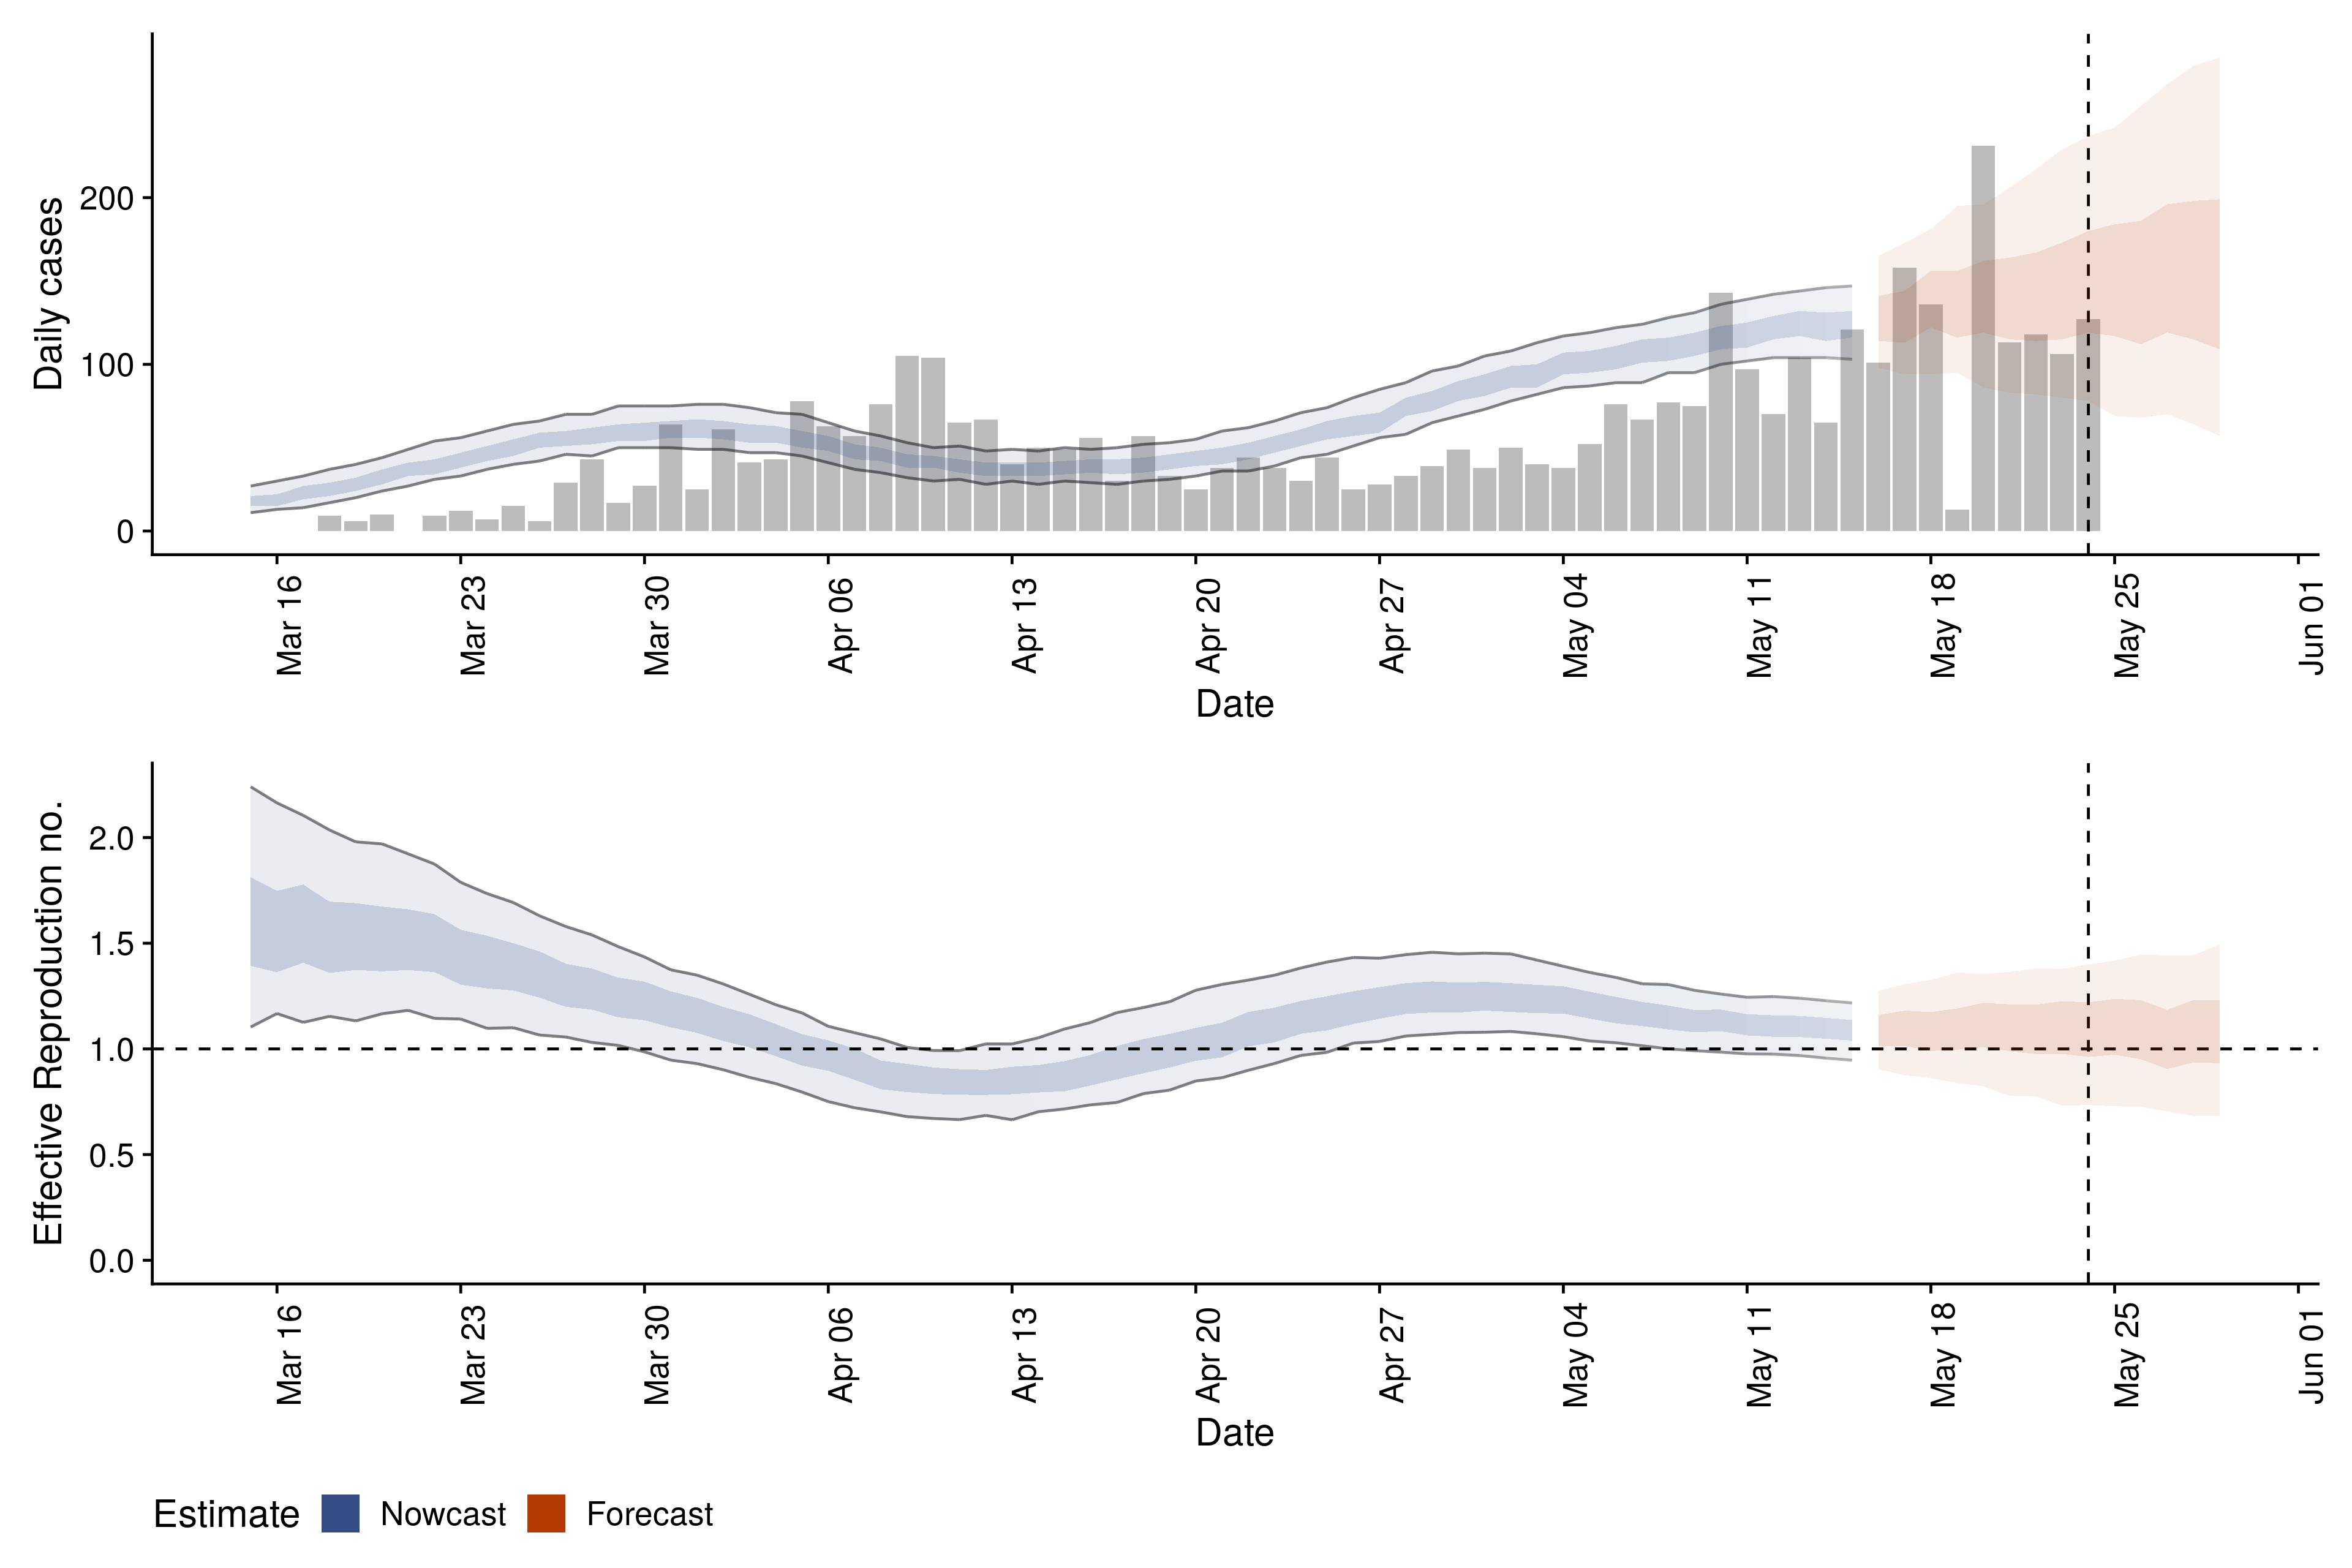 Daily cases
200
100
0
Mar 16
Mar 23
Mar 30
Apr 06
Apr 13
Apr 20
Apr 27
May 04
May 11
May 18
May 25
Jun 01
Date
Effective Reproduction no.
2.0
1.5
1.0
0.5
0.0
Mar 16
Mar 23
Mar 30
Apr 06
Apr 13
Apr 20
Apr 27
May 04
May 11
May 18
May 25
Jun 01
Date
Estimate Nowcast Forecast